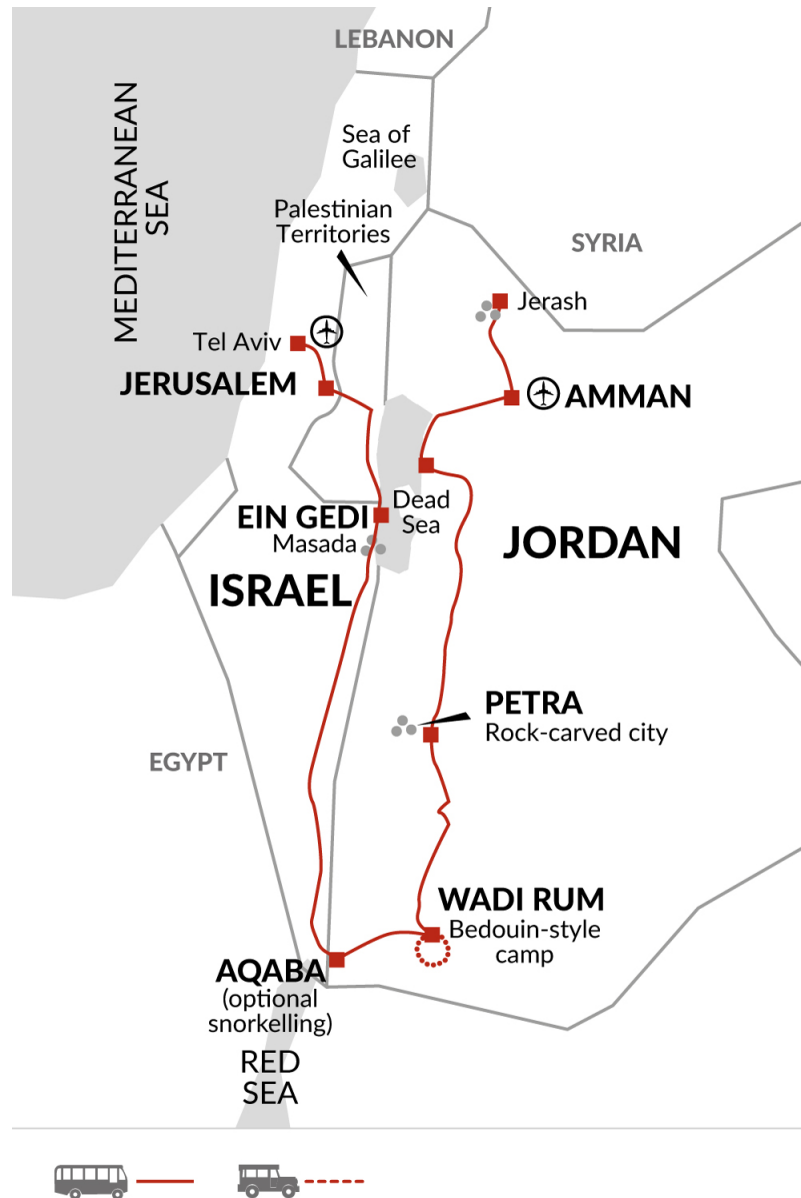 LEBANON
MEDITERRANEAN
SEA
Sea of
Galilee
Palestinian
Territories
SYRIA
Jerash
Tel Aviv
JERUSALEM
AMMAN
EIN GEDI
Dead
Sea
Masada
JORDAN
ISRAEL
PETRA
Rock-carved city
EGYPT
WADI RUM
Bedouin-style
camp
AQABA
(optional
snorkelling)
RED
SEA